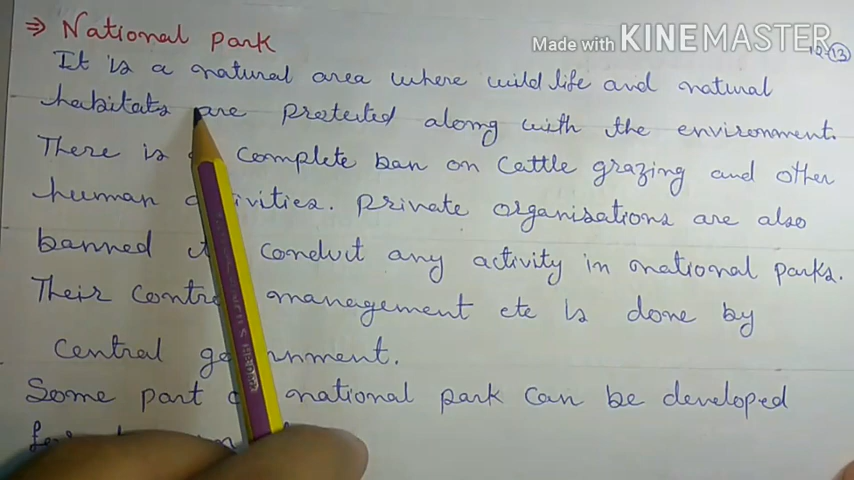 ⇒ National Park
Made with KINEMASTER
It is a natural area where wild life and natural
habitats are protected along with the environment.
There is complete ban on cattle grazing and other
human activities. Private organisations are also
banned to conduct any activity in national parks.
Their control management etc is done by
central government.
Some part of national park can be developed